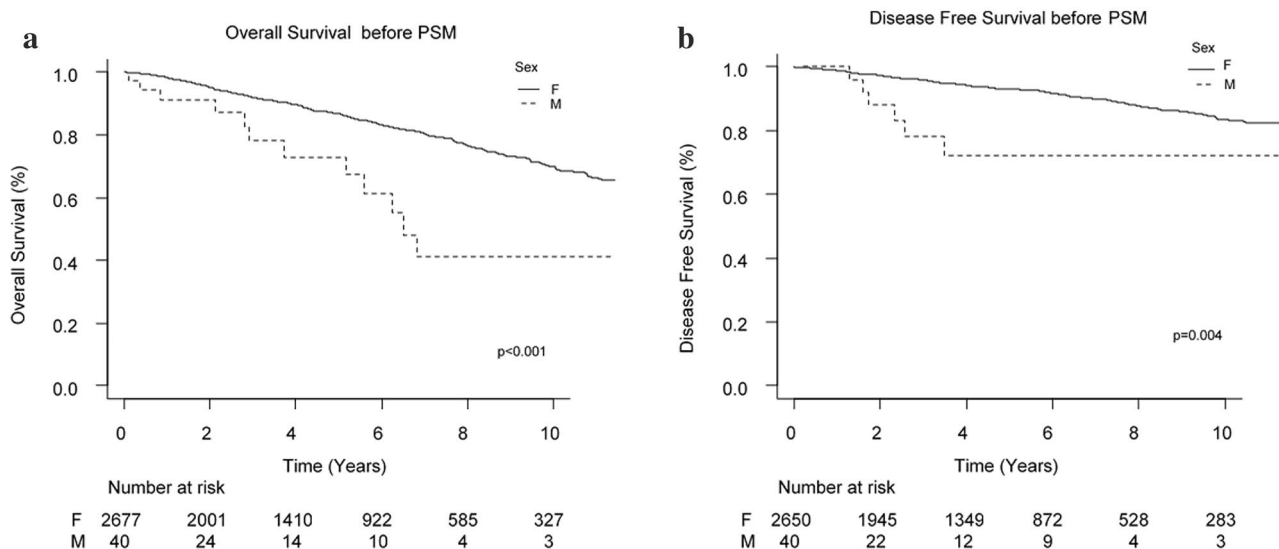 a
Overall Survival before PSM
Sex
F
M
1.0
0.8
0.6
0.4
0.2
0.0
Overall Survival (%)
p<0.001
0 2 4 6 8 10
Time (Years)
Number at risk
F 2677 2001 1410 922 585 327
M 40 24 14 10 4 3
b
Disease Free Survival before PSM
Sex
F
M
1.0
0.8
0.6
0.4
0.2
0.0
Disease Free Survival (%)
p=0.004
0 2 4 6 8 10
Time (Years)
Number at risk
F 2650 1945 1349 872 528 283
M 40 22 12 9 4 3